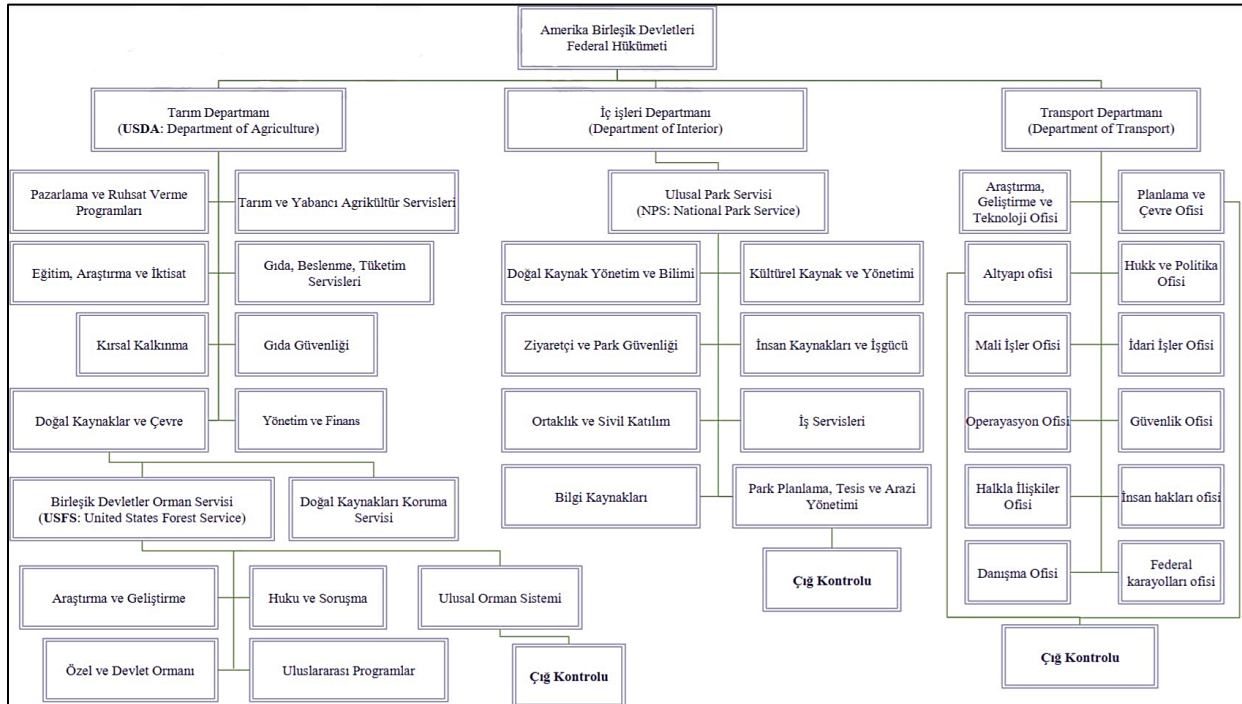 Amerika Birleşik Devletleri
Federal Hükümeti
Tarım Departmanı
(USDA: Department of Agriculture)
İç işleri Departmanı
(Department of Interior)
Transport Departmanı
(Department of Transport)
Pazarlama ve Ruhsat Verme
Programları
Tarım ve Yabancı Agrikültür Servisleri
Eğitim, Araştırma ve İktisat
Gıda, Beslenme, Tüketim
Servisleri
Kırsal Kalkınma
Gıda Güvenliği
Doğal Kaynaklar ve Çevre
Yönetim ve Finans
Birleşik Devletler Orman Servisi
(USFS: United States Forest Service)
Doğal Kaynakları Koruma
Servisi
Araştırma ve Geliştirme
Huku ve Soruşma
Ulusal Orman Sistemi
Özel ve Devlet Ormanı
Uluslararası Programlar
Çığ Kontrolu
Ulusal Park Servisi
(NPS: National Park Service)
Doğal Kaynak Yönetim ve Bilimi
Kültürel Kaynak ve Yönetimi
Ziyaretçi ve Park Güvenliği
İnsan Kaynakları ve İşgücü
Ortaklık ve Sivil Katılım
İş Servisleri
Bilgi Kaynakları
Park Planlama, Tesis ve Arazi
Yönetimi
Çığ Kontrolu
Araştırma,
Geliştirme ve
Teknoloji Ofisi
Planlama ve
Çevre Ofisi
Altyapı ofisi
Hukk ve Politika
Ofisi
Mali İşler Ofisi
İdari İşler Ofisi
Operayasyon Ofisi
Güvenlik Ofisi
Halkla İlişkiler
Ofisi
İnsan hakları ofisi
Danışma Ofisi
Federal
karayolları ofisi
Çığ Kontrolu